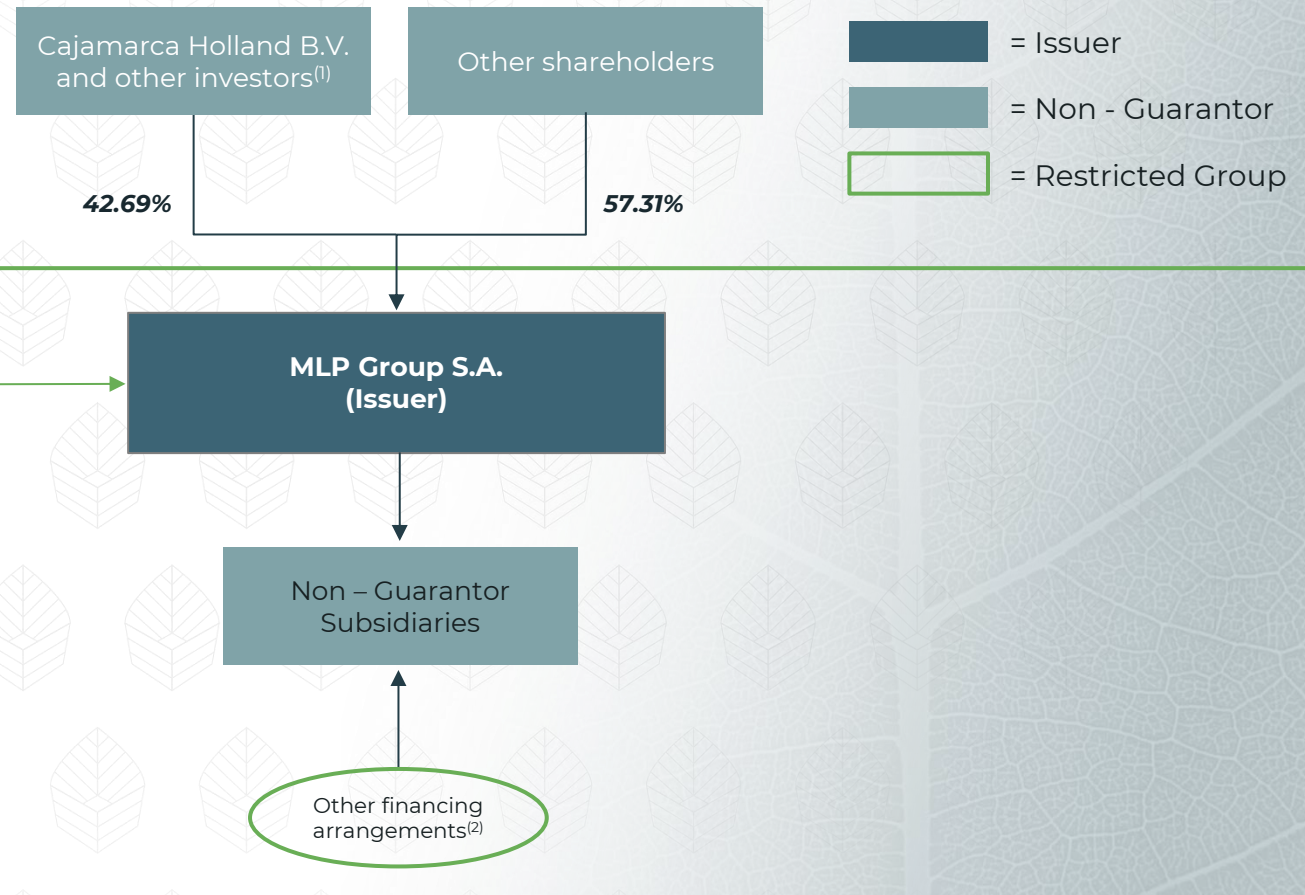 Cajamarca Holland B.V.
and other investors(1)
Other shareholders
= Issuer
= Non - Guarantor
= Restricted Group
42.69%
57.31%
MLP Group S.A.
(Issuer)
Non – Guarantor
Subsidiaries
Other financing
arrangements(2)